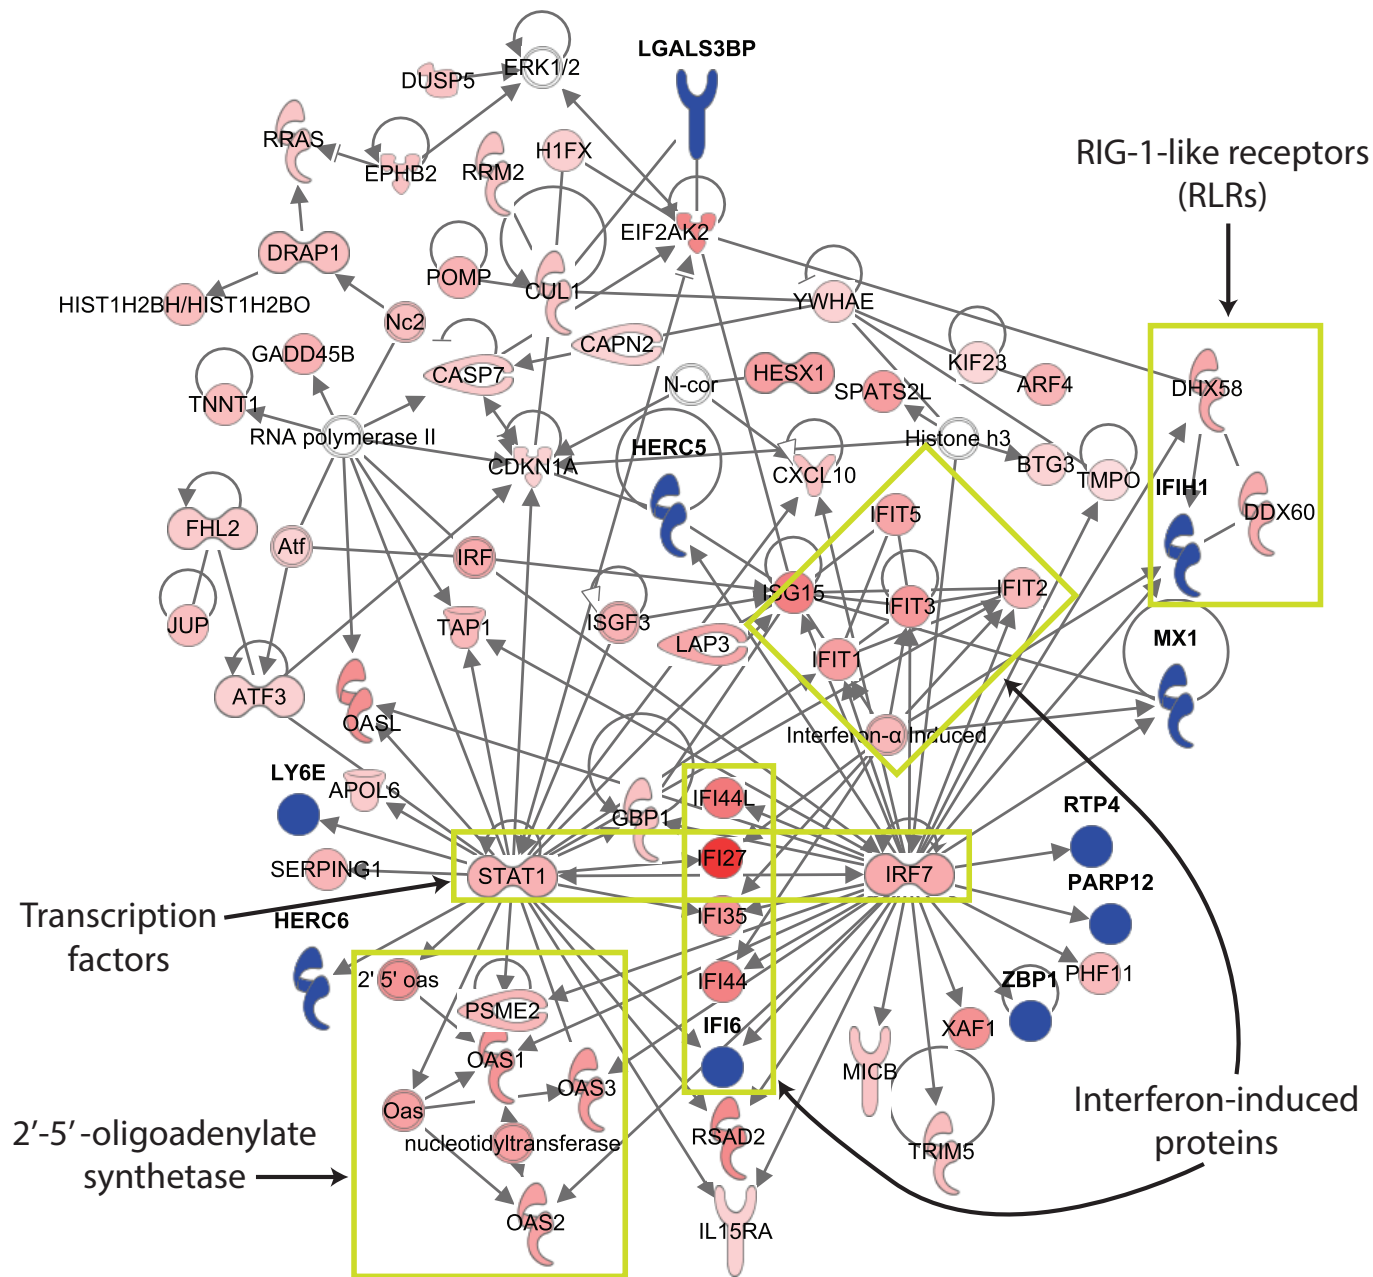 LGALS3BP
ERK1/2
DUSP5
RRAS
H1FX
EPHB2
RRM2
RIG-1-like receptors
(RLRs)
EIF2AK2
DRAP1
POMP
CUL1
YWHAE
HIST1H2BH/HIST1H2BO
Nc2
GADD45B
CAPN2
KIF23
CASP7
N-cor
HESX1
SPATS2L
ARF4
DHX58
TNNT1
RNA polymerase II
HERC5
Histone h3
CDKN1A
CXCL10
BTG3
TMPO
IFIH1
IFIT5
DDX60
FHL2
Atf
IRF
ISG15
IFIT3
IFIT2
JUP
TAP1
ISGF3
LAP3
IFIT1
MX1
ATF3
OASL
Interferon-α Induced
LY6E
APOL6
GBP1
IFI44L
RTP4
IFI27
SERPING1
STAT1
IRF7
PARP12
Transcription
factors
HERC6
IFI35
2' 5' oas
IFI44
ZBP1
PHF11
PSME2
IFI6
XAF1
OAS1
OAS3
MICB
Oas
Interferon-induced
proteins
2’-5’-oligoadenylate
synthetase
nucleotidyltransferase
RSAD2
TRIM5
OAS2
IL15RA